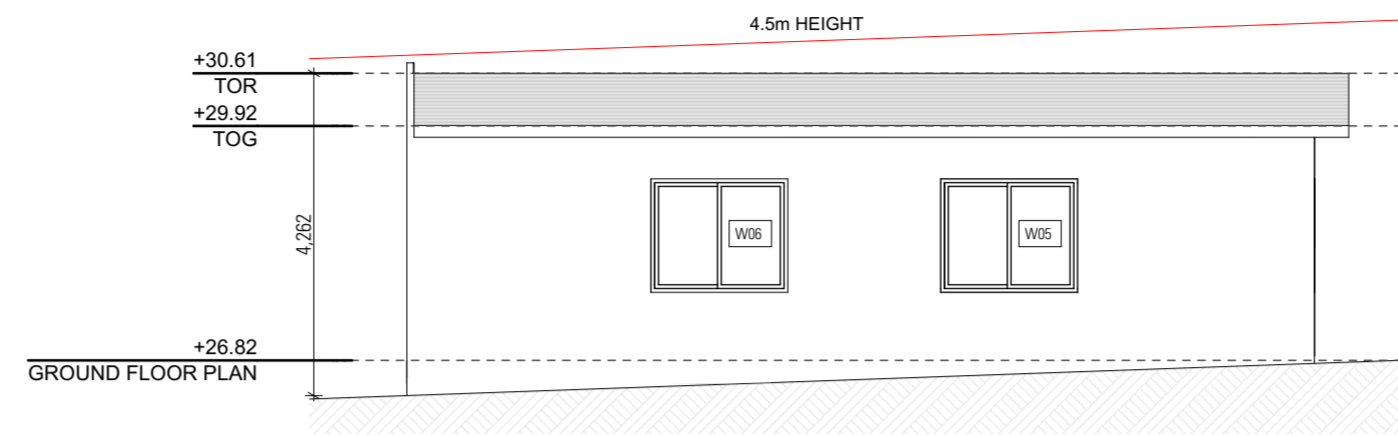 4.5m HEIGHT
+30.61
TOR
+29.92
TOG
4,262
W06
W05
+26.82
GROUND FLOOR PLAN